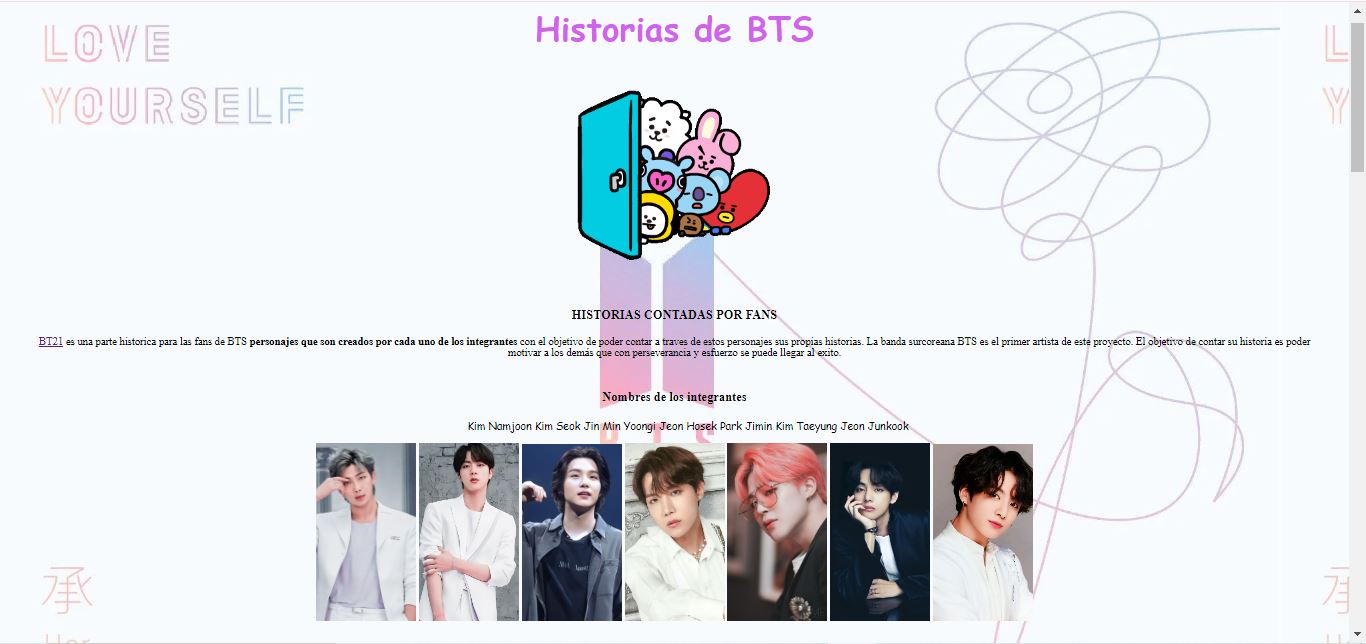 Historias de BTS
LOVE
YOURSELF
HISTORIAS CONTADAS POR FANS
BT21 es una parte historica para las fans de BTS personajes que son creados por cada uno de los integrantes con el objetivo de poder contar a traves de estos personajes sus propias historias. La banda surcoreana BTS es el primer artista de este proyecto. El objetivo de contar su historia es poder
motivar a los demás que con perseverancia y esfuerzo se puede llegar al exito.
Nombres de los integrantes
Kim Namjoon Kim Seok Jin Min Yoongi Jeon Hosek Park Jimin Kim Taeyung Jeon Junkook
BTS
承
Her